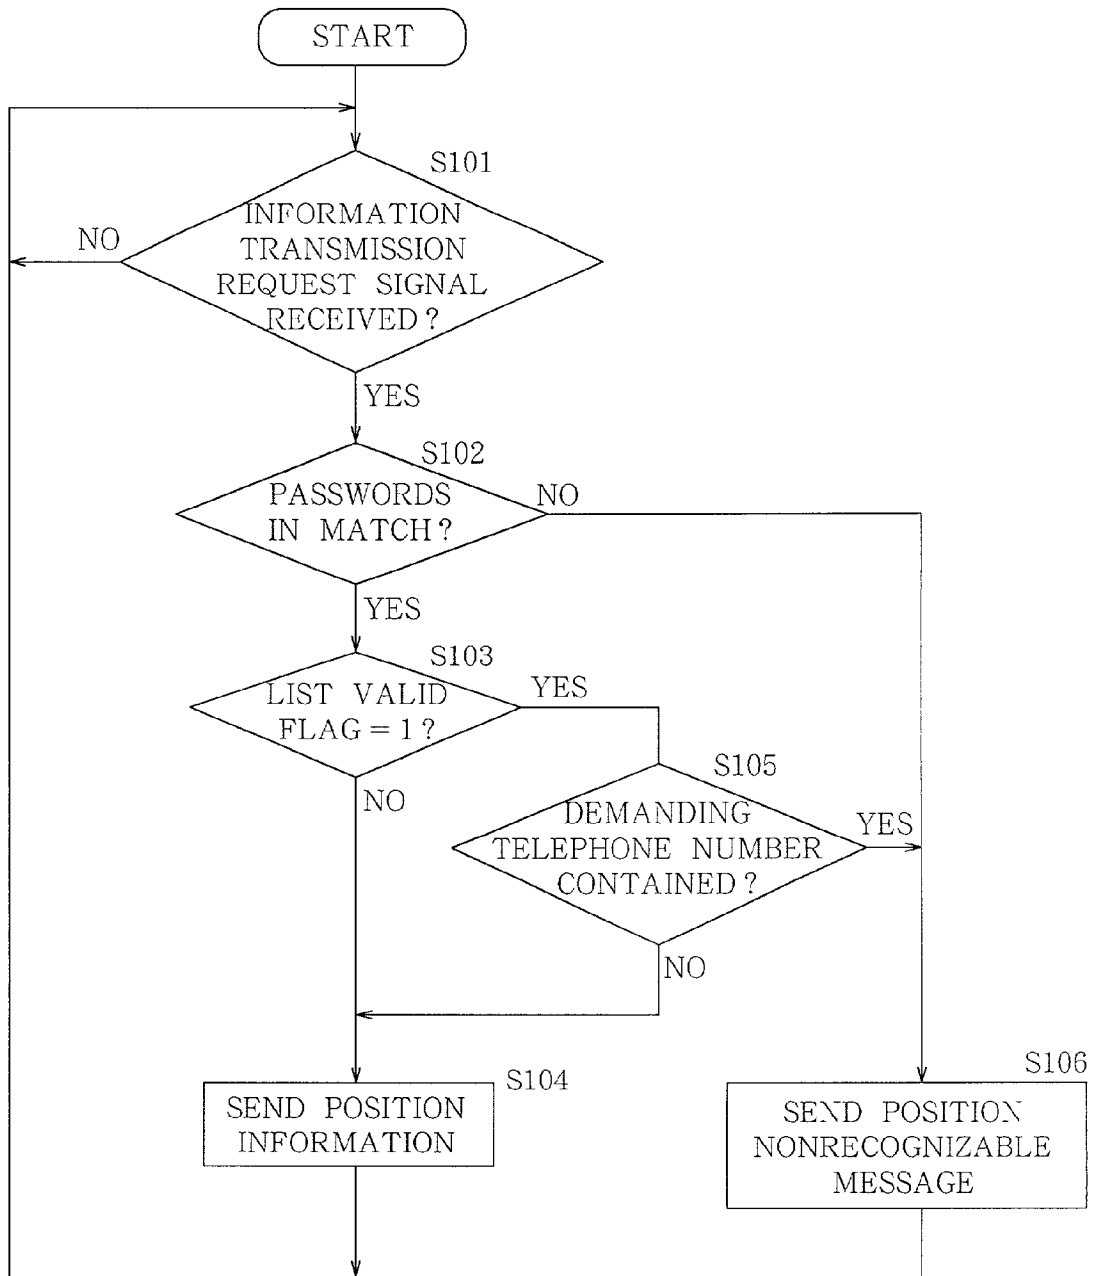 START
S101
INFORMATION
TRANSMISSION
REQUEST SIGNAL
RECEIVED?
NO
YES
S102
PASSWORDS
IN MATCH?
NO
YES
S103
LIST VALID
FLAG=1?
YES
NO
S105
DEMANDING
TELEPHONE NUMBER
CONTAINED?
YES
NO
S104
SEND POSITION
INFORMATION
S106
SEND POSITION
NONRECOGNIZABLE
MESSAGE